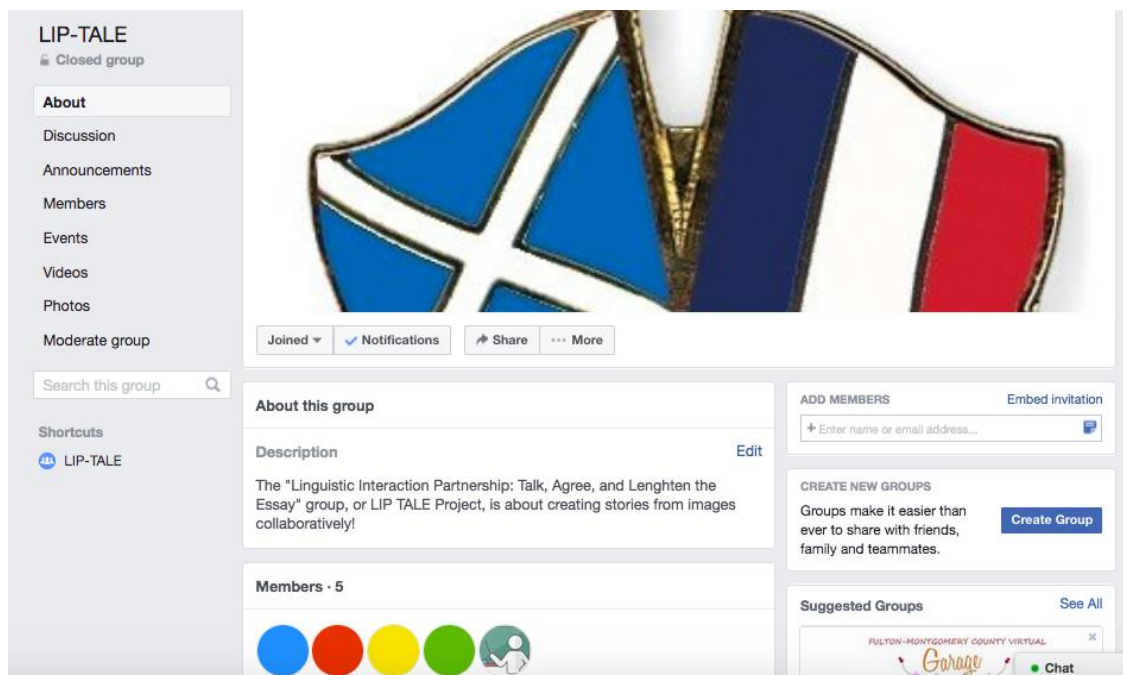 LIP-TALE
Closed group
About
Discussion
Announcements
Members
Events
Videos
Photos
Moderate group
Search this group
Shortcuts
LIP-TALE
Joined
Notifications
Share
More
About this group
Description
Edit
The "Linguistic Interaction Partnership: Talk, Agree, and Lenghten the
Essay" group, or LIP TALE Project, is about creating stories from images
collaboratively!
Members · 5
ADD MEMBERS
Embed invitation
+ Enter name or email address...
CREATE NEW GROUPS
Groups make it easier than
ever to share with friends,
family and teammates.
Create Group
Suggested Groups
See All
FULTON-MONTGOMERY COUNTY VIRTUAL
Garage
Chat